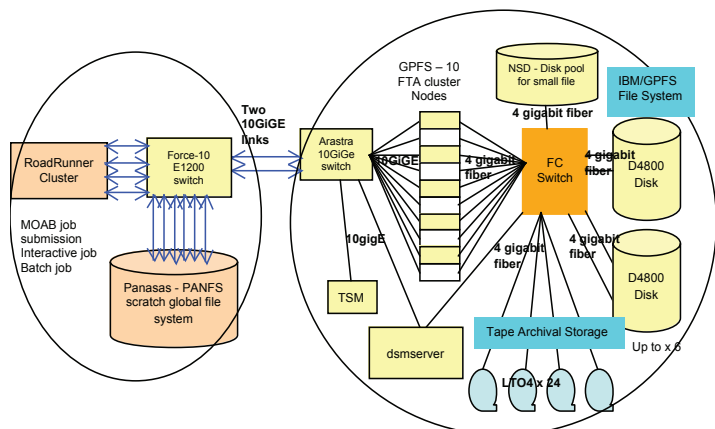 RoadRunner
Cluster
MOAB job
submission
Interactive job
Batch job
Force-10
E1200
switch
Panasas - PANFS
scratch global file
system
Two
10GiGE
links
Arastra
10GiGe
switch
10GiGE
GPFS – 10
FTA cluster
Nodes
4 gigabit
fiber
10gigE
TSM
dsmserver
NSD - Disk pool
for small file
4 gigabit fiber
FC
Switch
IBM/GPFS
File System
4 gigabit
fiber
D4800
Disk
4 gigabit
fiber
4 gigabit
fiber
D4800
Disk
Up to x 6
Tape Archival Storage
LTO4 x 24